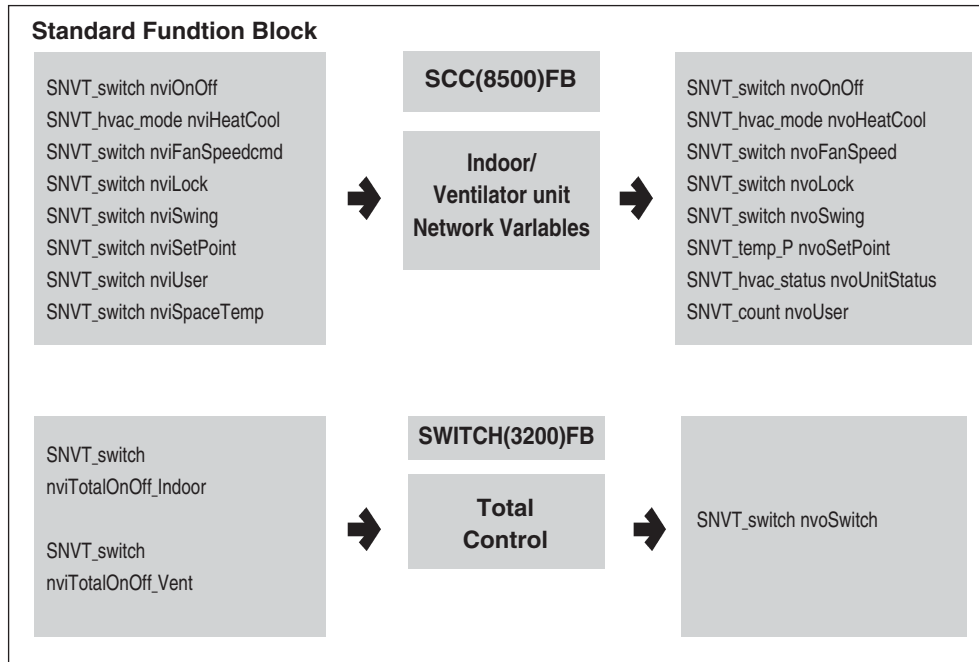 Standard Fundtion Block
SNVT_switch nviOnOff
SNVT_hvac_mode nviHeatCool
SNVT_switch nviFanSpeedcmd
SNVT_switch nviLock
SNVT_switch nviSwing
SNVT_switch nviSetPoint
SNVT_switch nviUser
SNVT_switch nviSpaceTemp
SCC(8500)FB
Indoor/
Ventilator unit
Network Varlables
SNVT_switch nvoOnOff
SNVT_hvac_mode nvoHeatCool
SNVT_switch nvoFanSpeed
SNVT_switch nvoLock
SNVT_switch nvoSwing
SNVT_temp_P nvoSetPoint
SNVT_hvac_status nvoUnitStatus
SNVT_count nvoUser
SNVT_switch
nviTotalOnOff_Indoor
SNVT_switch
nviTotalOnOff_Vent
SWITCH(3200)FB
Total
Control
SNVT_switch nvoSwitch